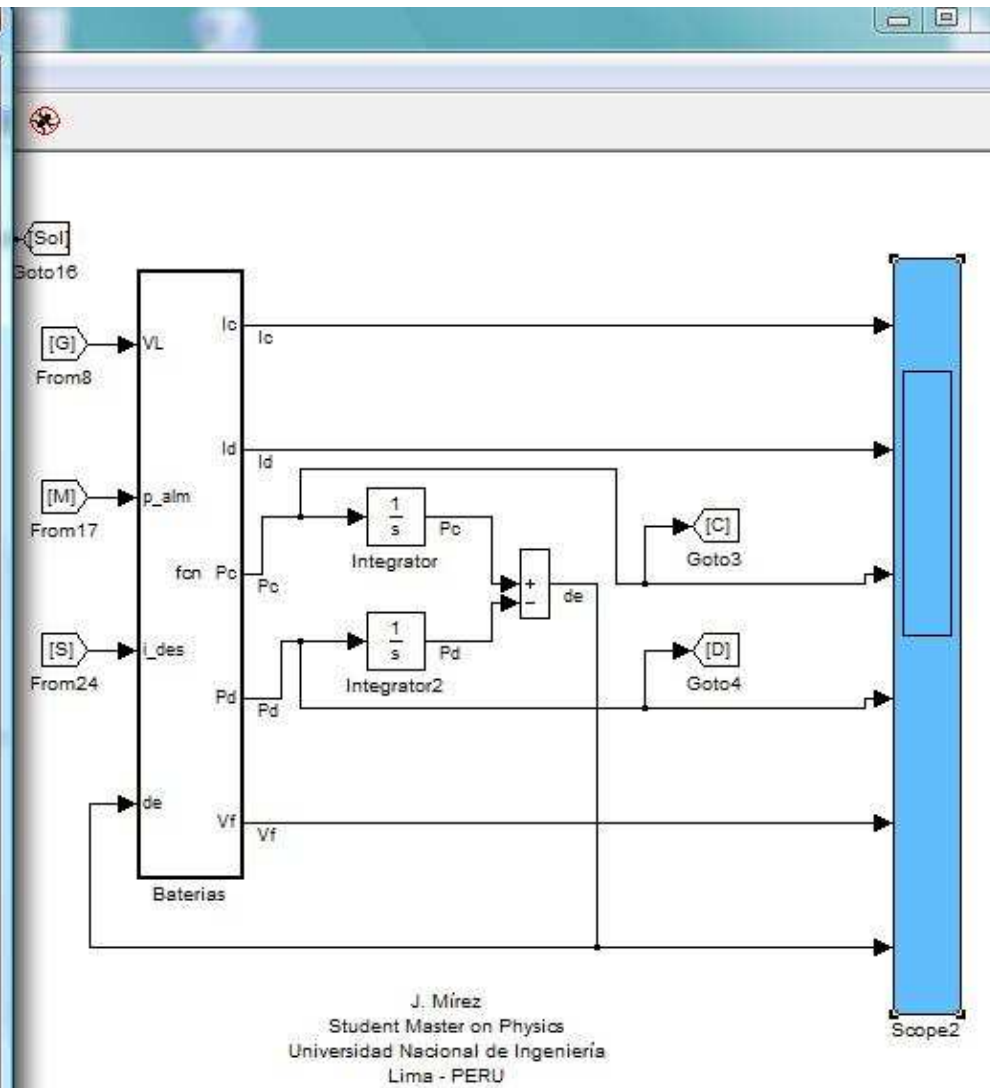 [Sol]
Goto16
[G]
From8
VL
Ic
Ic
Id
Id
[M]
From17
p_alm
1
s
Integrator
Pc
[C]
Goto3
fcn
Pc
Pc
+
−
de
[S]
From24
i_des
1
s
Integrator2
Pd
[D]
Goto4
Pd
Pd
de
Vf
Vf
Baterias
J. Mírez
Student Master on Physics
Universidad Nacional de Ingeniería
Lima - PERU
Scope2